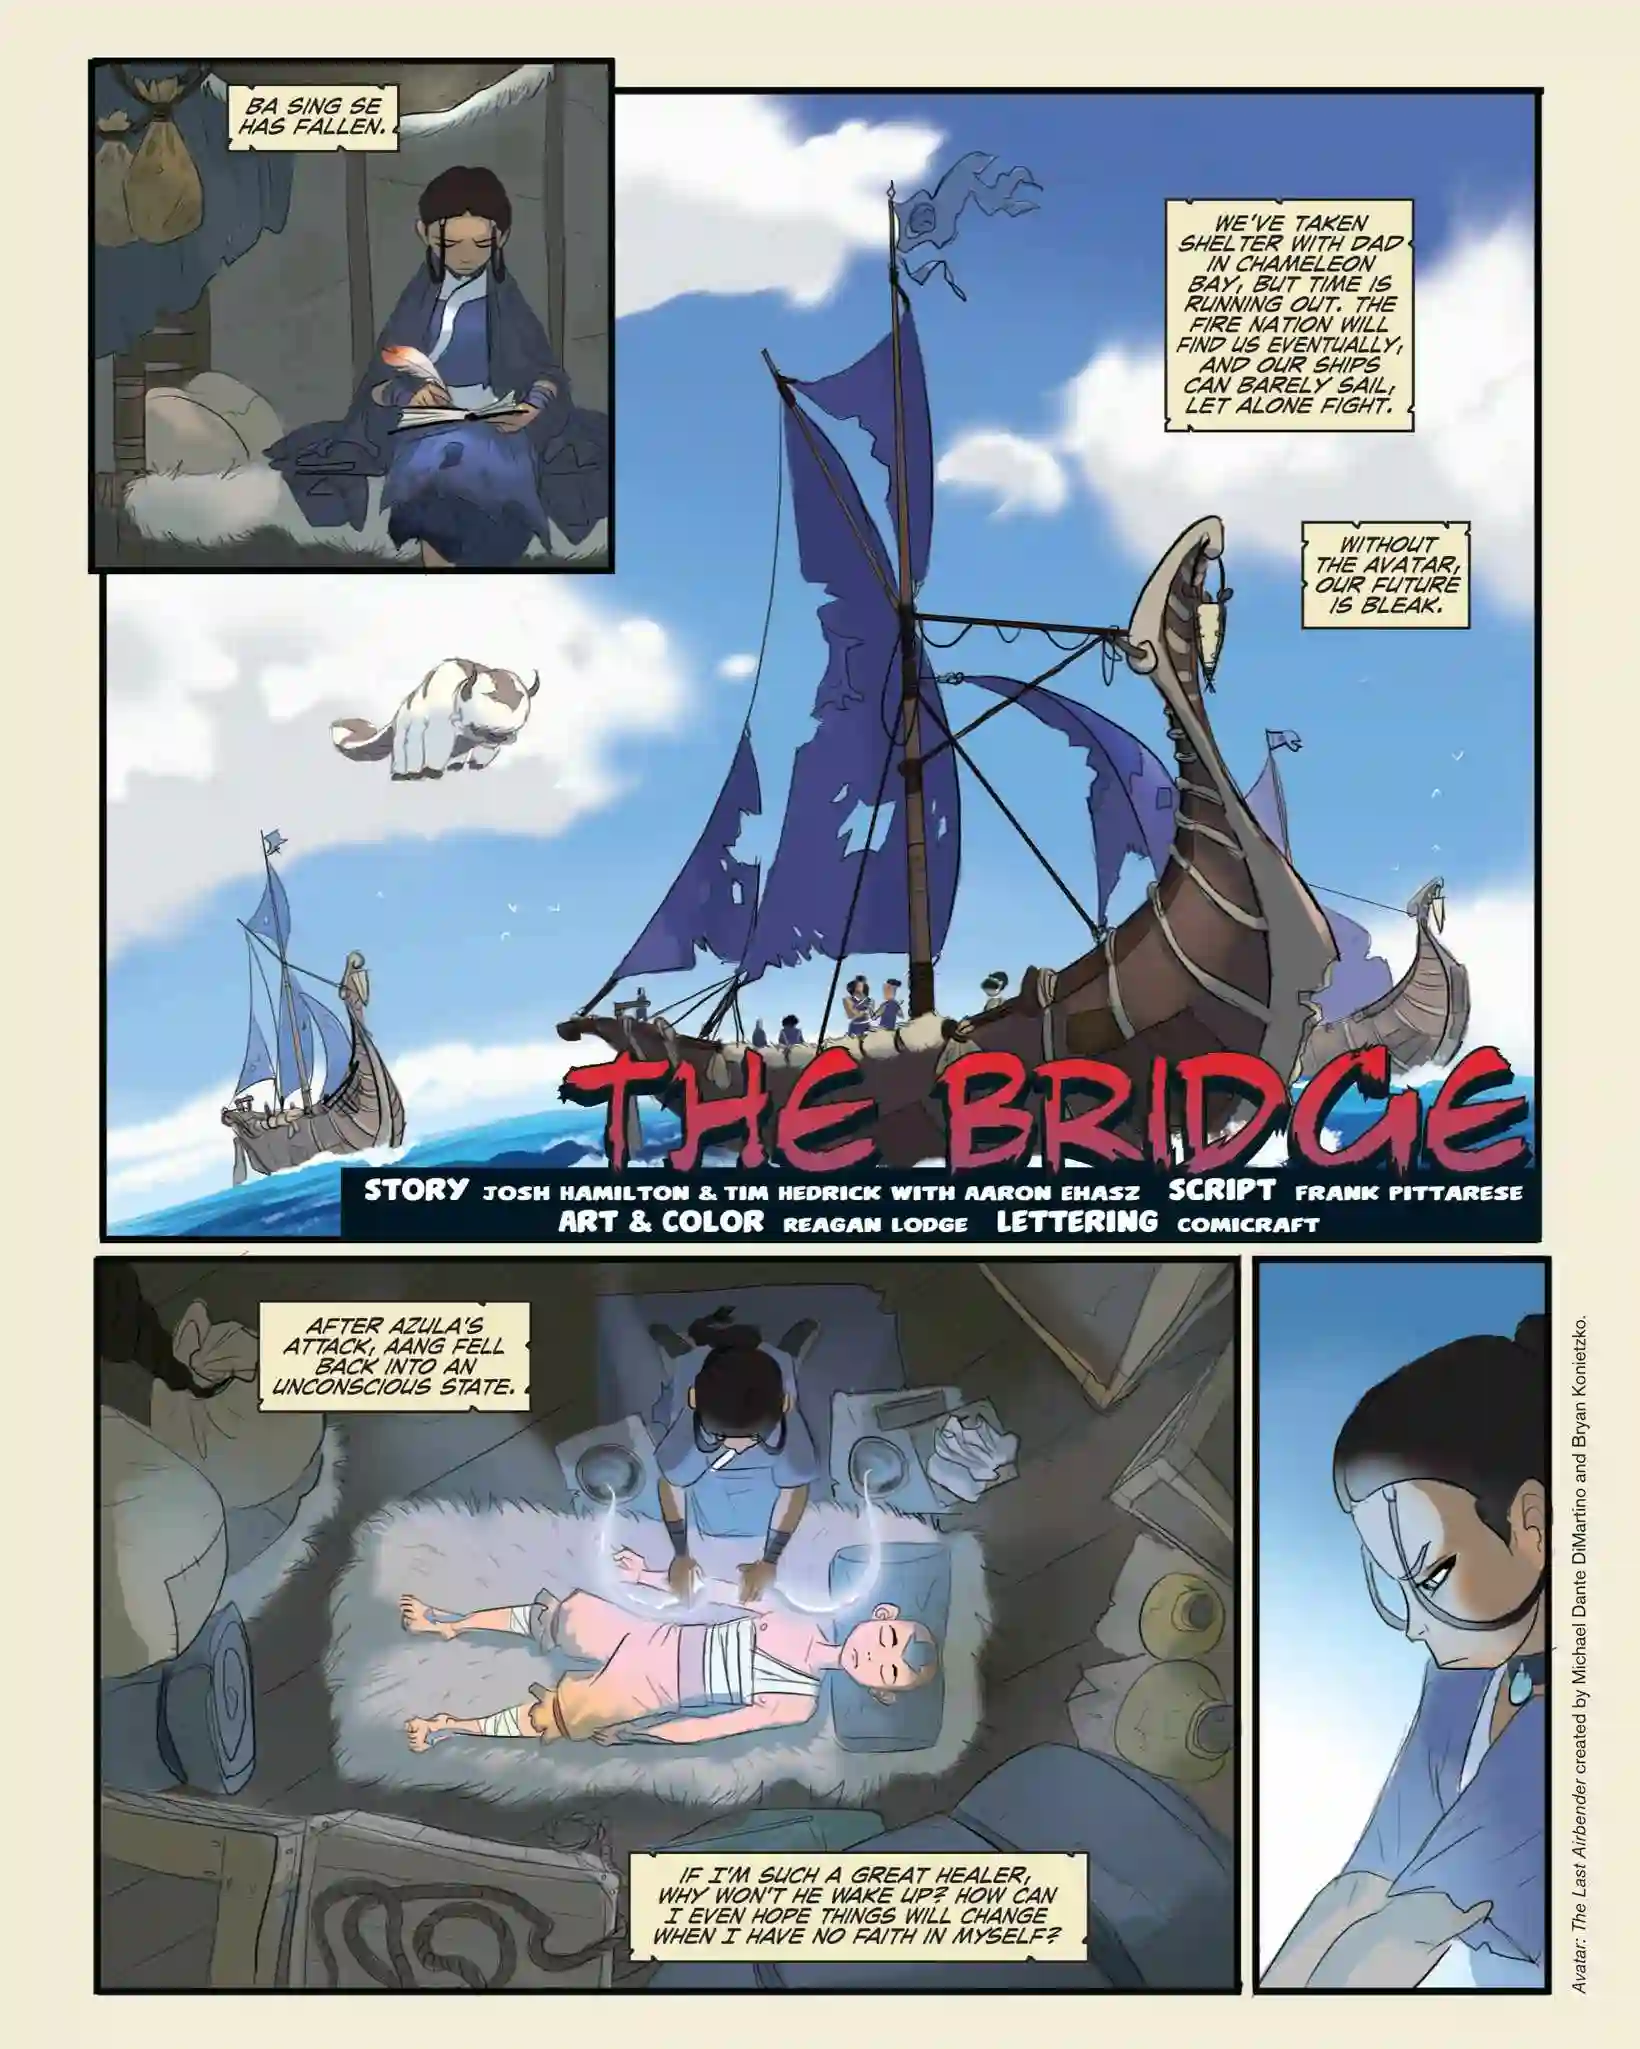 BA SING SE
HAS FALLEN.
WE'VE TAKEN
SHELTER WITH DAD
IN CHAMELEON
BAY, BUT TIME IS
RUNNING OUT. THE
FIRE NATION WILL
FIND US EVENTUALLY,
AND OUR SHIPS
CAN BARELY SAIL,
LET ALONE FIGHT.
WITHOUT
THE AVATAR,
OUR FUTURE
IS BLEAK.
THE BRIDGE
STORY JOSH HAMILTON & TIM HEDRICK WITH AARON EHASZ SCRIPT FRANK PITTARESE
ART & COLOR REAGAN LODGE LETTERING COMICRAFT
AFTER AZULA'S
ATTACK, AANG FELL
BACK INTO AN
UNCONSCIOUS STATE.
IF I'M SUCH A GREAT HEALER,
WHY WON'T HE WAKE UP? HOW CAN
I EVEN HOPE THINGS WILL CHANGE
WHEN I HAVE NO FAITH IN MYSELF?
Avatar: The Last Airbender created by Michael Dante DiMartino and Bryan Konietzko.